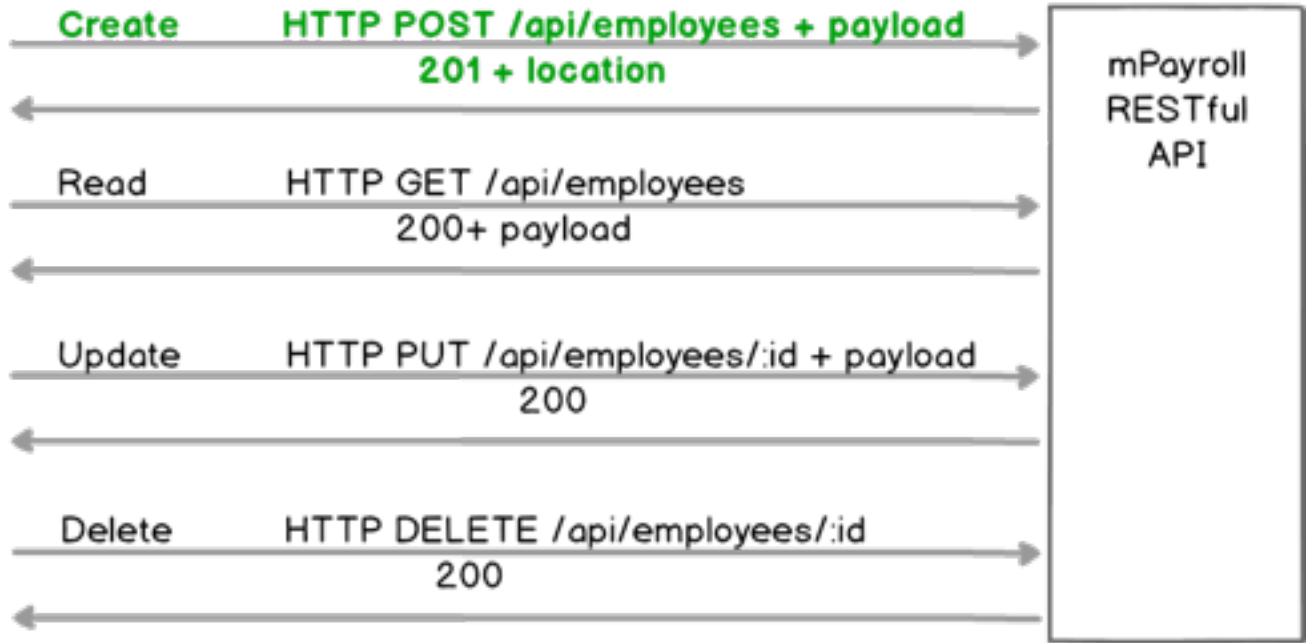 Create HTTP POST /api/employees + payload
201 + location
mPayroll
RESTful
API
Read HTTP GET /api/employees
200+ payload
Update HTTP PUT /api/employees/:id + payload
200
Delete HTTP DELETE /api/employees/:id
200